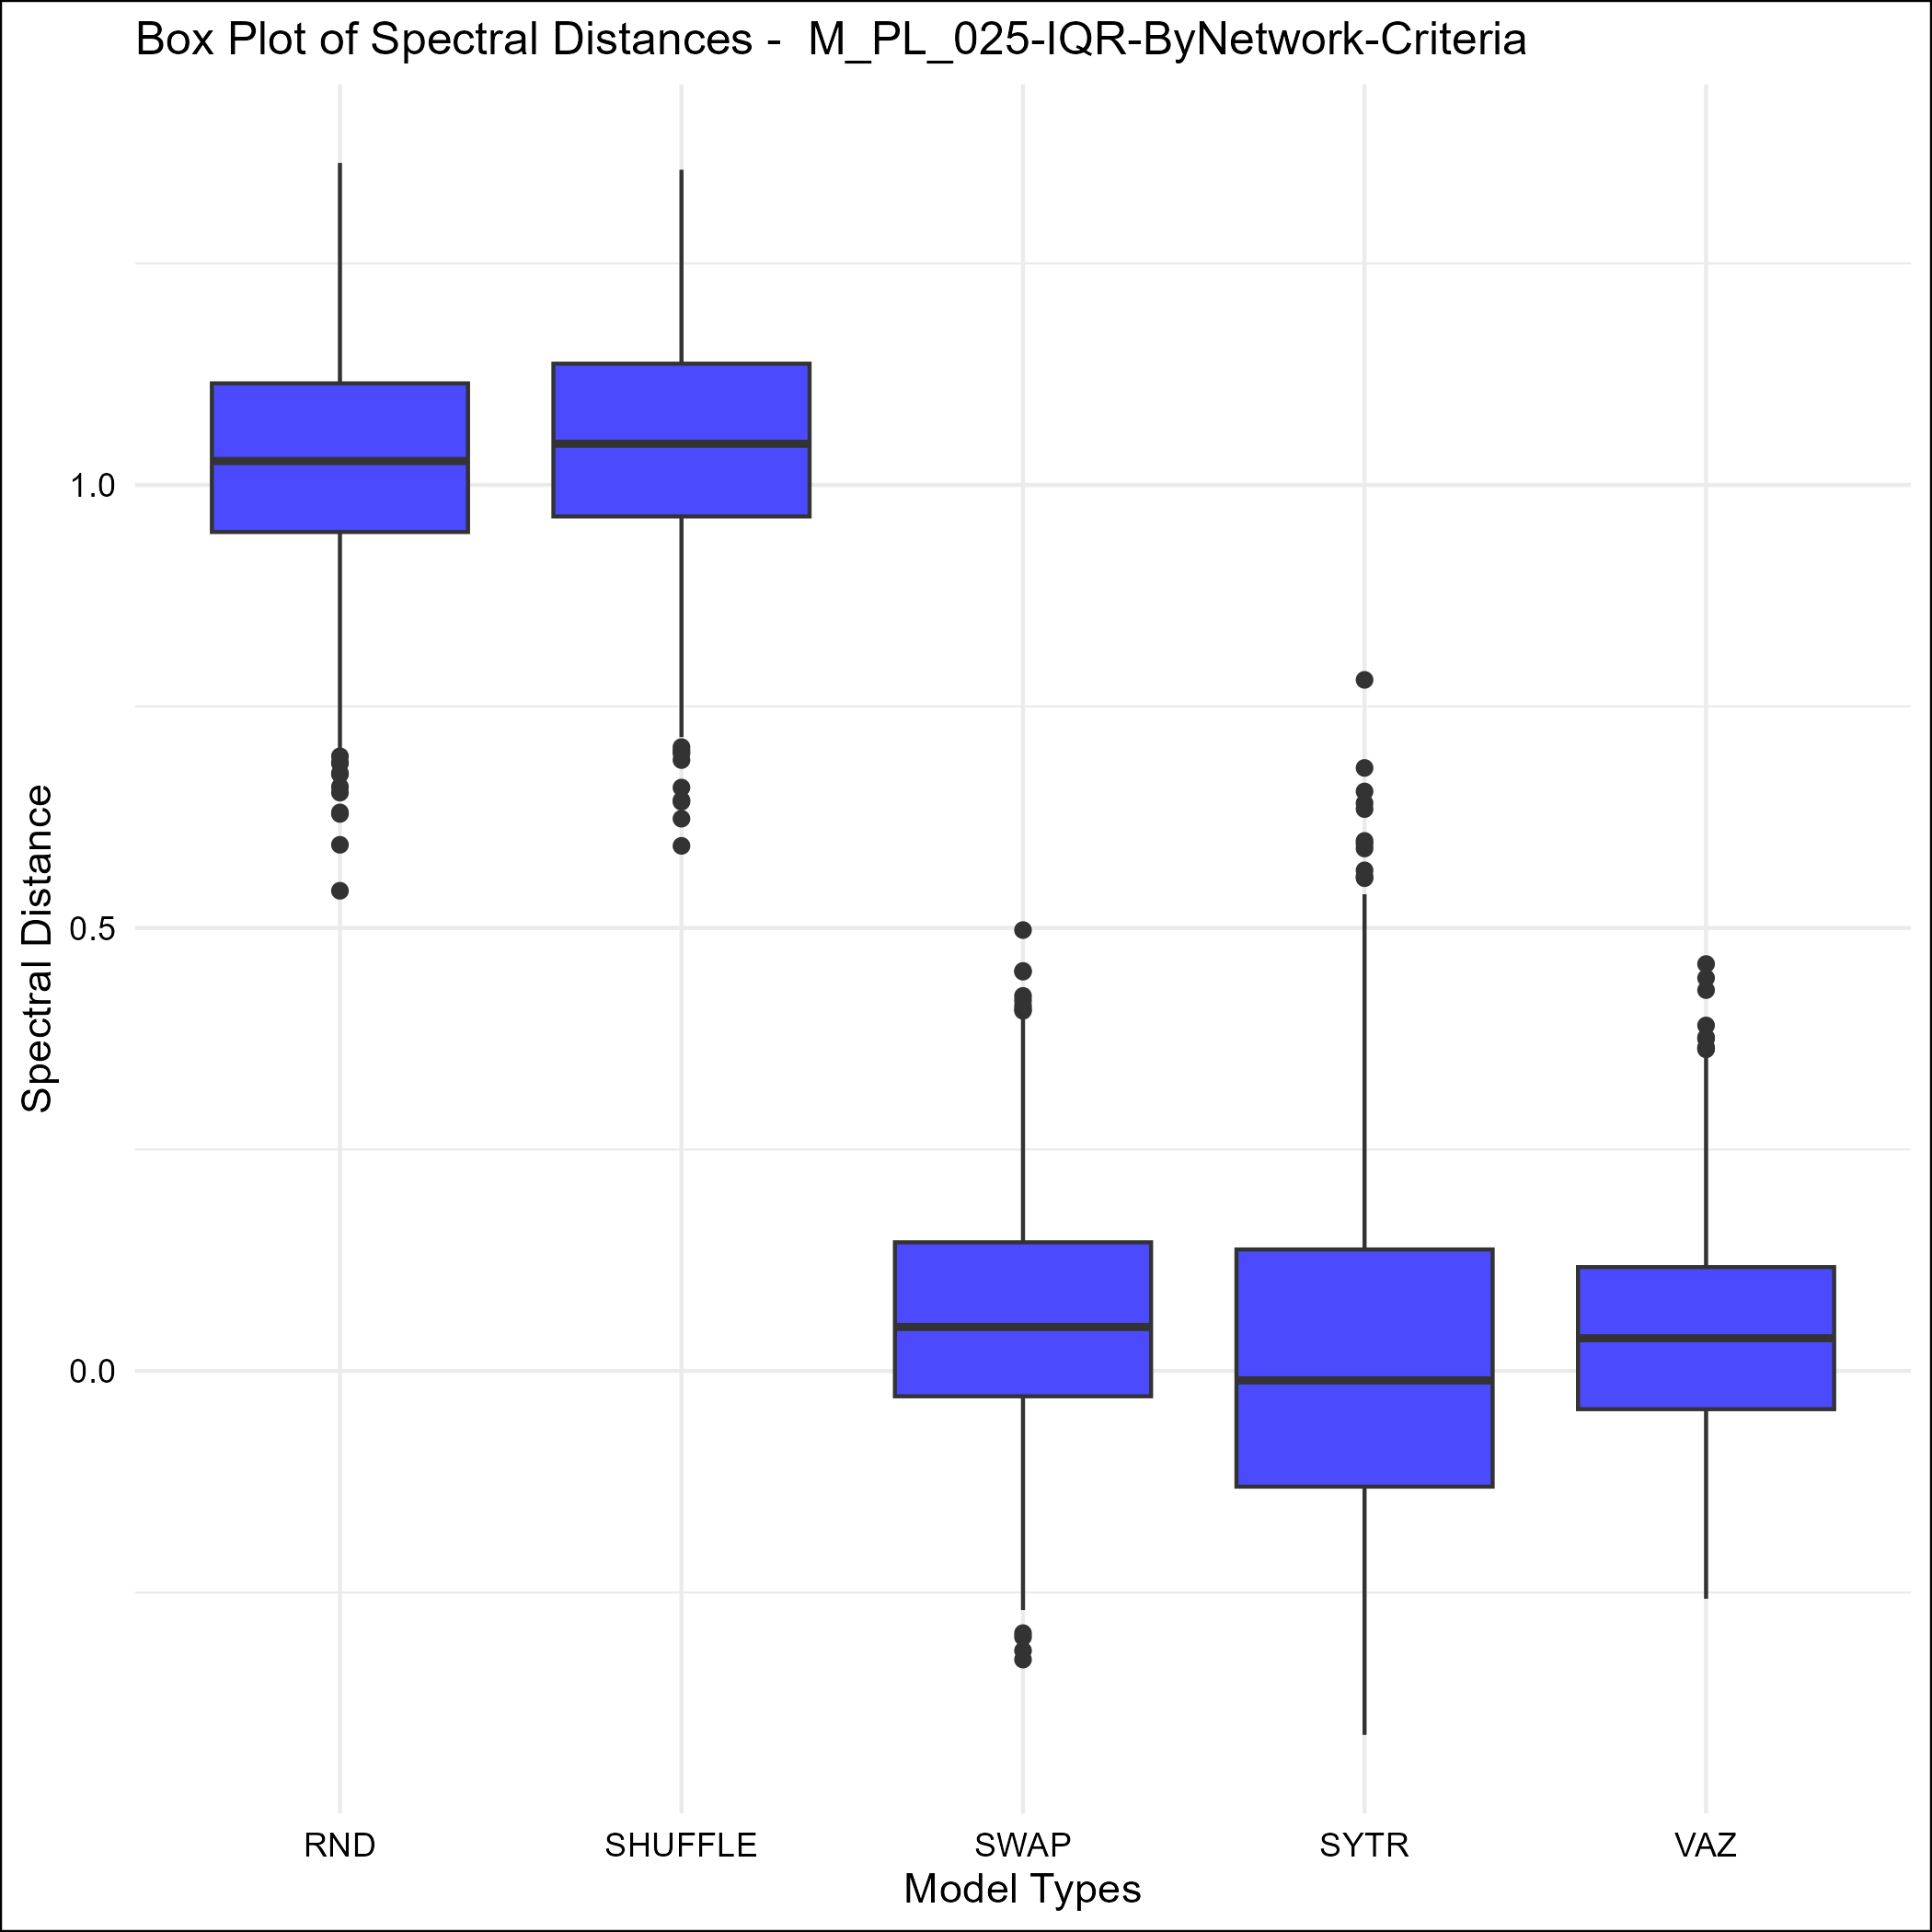 Box Plot of Spectral Distances -  M_PL_025-IQR-ByNetwork-Criteria
Spectral Distance
1.0
0.5
0.0
RND SHUFFLE SWAP SYTR VAZ
Model Types